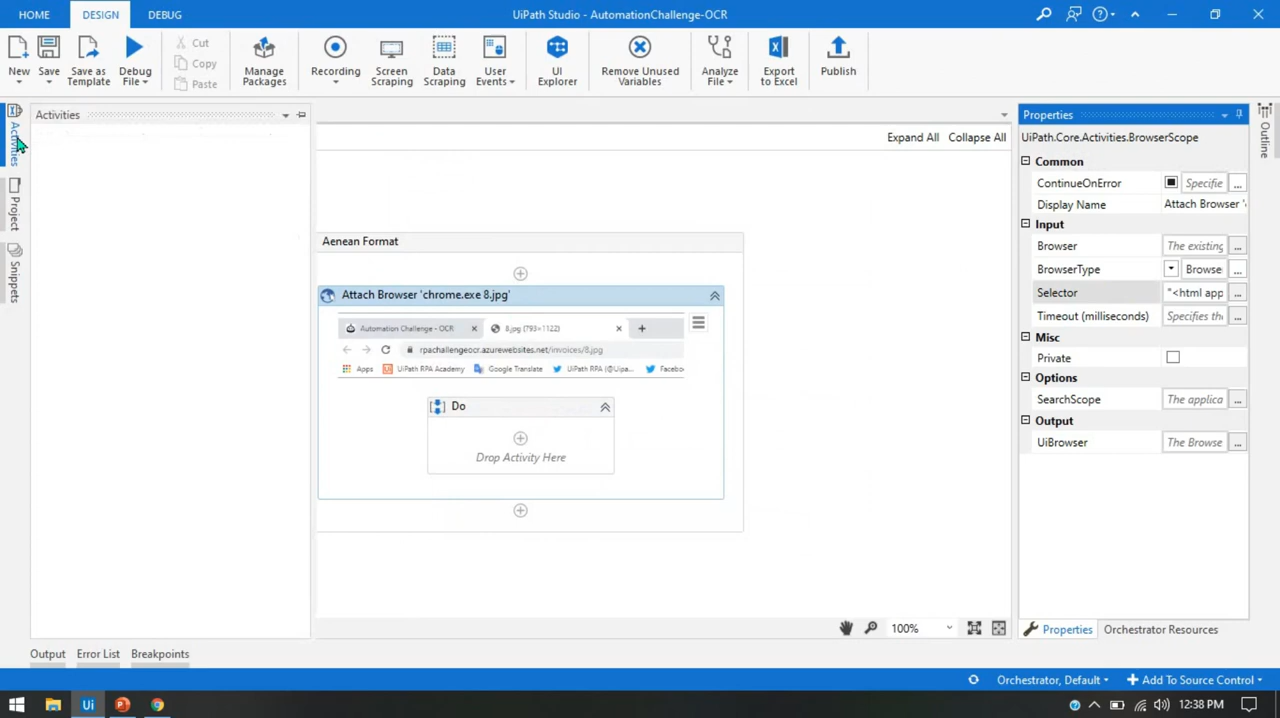 HOME DESIGN DEBUG UiPath Studio - AutomationChallenge-OCR
New Save Save as Template Debug File Cut Copy Paste Manage Packages Recording Screen Scraping Data Scraping User Events UI Explorer Remove Unused Variables Analyze File Export to Excel Publish
Activities
Project
Snippets
Activities
Expand All Collapse All
Aenean Format
Attach Browser 'chrome.exe 8.jpg'
Automation Challenge - OCR 8.jpg (793×1122)
rpachallengeocr.azurewebsites.net/invoices/8.jpg
Apps UiPath RPA Academy Google Translate UiPath RPA (@Uipa... Facebo
Do
Drop Activity Here
100%
Properties
UiPath.Core.Activities.BrowserScope
Common
ContinueOnError Specifie ...
Display Name Attach Browser '
Input
Browser The existing ...
BrowserType Browse ...
Selector "<html app ...
Timeout (milliseconds) Specifies th ...
Misc
Private
Options
SearchScope The applica ...
Output
UiBrowser The Browse ...
Properties Orchestrator Resources
Outline
Output Error List Breakpoints
Orchestrator, Default Add To Source Control
Ui 12:38 PM